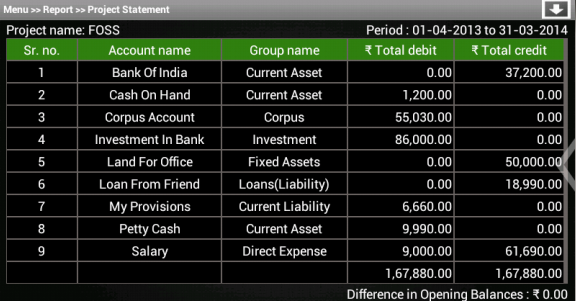 Menu >> Report >> Project Statement
Project name: FOSS Period : 01-04-2013 to 31-03-2014
Sr. no. Account name Group name ₹ Total debit ₹ Total credit
1 Bank Of India Current Asset 0.00 37,200.00
2 Cash On Hand Current Asset 1,200.00 0.00
3 Corpus Account Corpus 55,030.00 0.00
4 Investment In Bank Investment 86,000.00 0.00
5 Land For Office Fixed Assets 0.00 50,000.00
6 Loan From Friend Loans(Liability) 0.00 18,990.00
7 My Provisions Current Liability 6,660.00 0.00
8 Petty Cash Current Asset 9,990.00 0.00
9 Salary Direct Expense 9,000.00 61,690.00
1,67,880.00 1,67,880.00
Difference in Opening Balances : ₹ 0.00